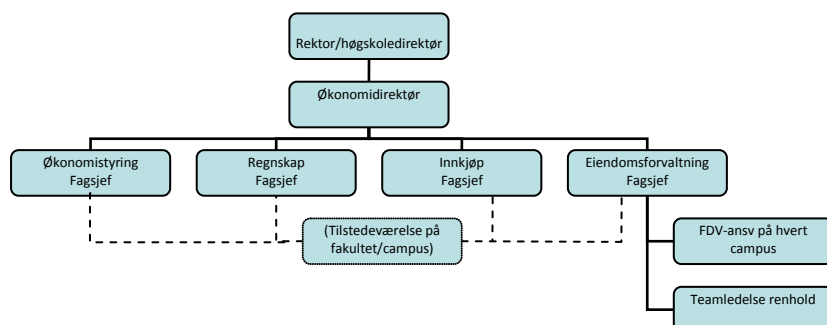 Rektor/høgskoledirektør
Økonomidirektør
Økonomistyring
Fagsjef
Regnskap
Fagsjef
Innkjøp
Fagsjef
Eiendomsforvaltning
Fagsjef
(Tilstedeværelse på
fakultet/campus)
FDV-ansv på hvert
campus
Teamledelse renhold